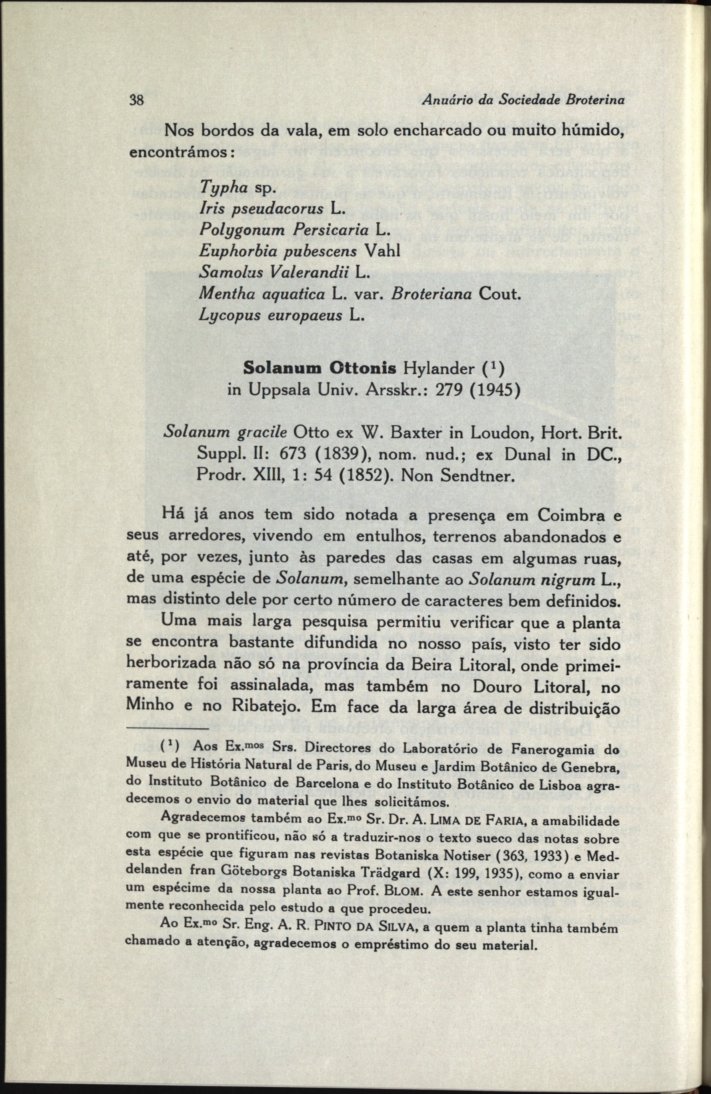 38 Anuário da Sociedade Broterina
Nos bordos da vala, em solo encharcado ou muito húmido,
encontrámos:
Typha sp.
Iris pseudacorus L.
Polygonum Persicaria L.
Euphorbia pubescens Vahl
Samolus Valerandii L.
Mentha aquatica L. var. Broteriana Cout.
Lycopus europaeus L.
Solanum Ottonis Hylander (¹)
in Uppsala Univ. Arsskr.: 279 (1945)
Solanum gracile Otto ex W. Baxter in Loudon, Hort. Brit.
Suppl. II: 673 (1839), nom. nud.; ex Dunal in DC.,
Prodr. XIII, 1: 54 (1852). Non Sendtner.
Há já anos tem sido notada a presença em Coimbra e
seus arredores, vivendo em entulhos, terrenos abandonados e
até, por vezes, junto às paredes das casas em algumas ruas,
de uma espécie de Solanum, semelhante ao Solanum nigrum L.,
mas distinto dele por certo número de caracteres bem definidos.
Uma mais larga pesquisa permitiu verificar que a planta
se encontra bastante difundida no nosso país, visto ter sido
herborizada não só na província da Beira Litoral, onde primei-
ramente foi assinalada, mas também no Douro Litoral, no
Minho e no Ribatejo. Em face da larga área de distribuição
(¹) Aos Ex.mos Srs. Directores do Laboratório de Fanerogamia do
Museu de História Natural de Paris, do Museu e Jardim Botânico de Genebra,
do Instituto Botânico de Barcelona e do Instituto Botânico de Lisboa agra-
decemos o envio do material que lhes solicitámos.
Agradecemos também ao Ex.mo Sr. Dr. A. LIMA DE FARIA, a amabilidade
com que se prontificou, não só a traduzir-nos o texto sueco das notas sobre
esta espécie que figuram nas revistas Botaniska Notiser (363, 1933) e Med-
delanden fran Göteborgs Botaniska Trädgard (X: 199, 1935), como a enviar
um espécime da nossa planta ao Prof. BLOM. A este senhor estamos igual-
mente reconhecida pelo estudo a que procedeu.
Ao Ex.mo Sr. Eng. A. R. PINTO DA SILVA, a quem a planta tinha também
chamado a atenção, agradecemos o empréstimo do seu material.